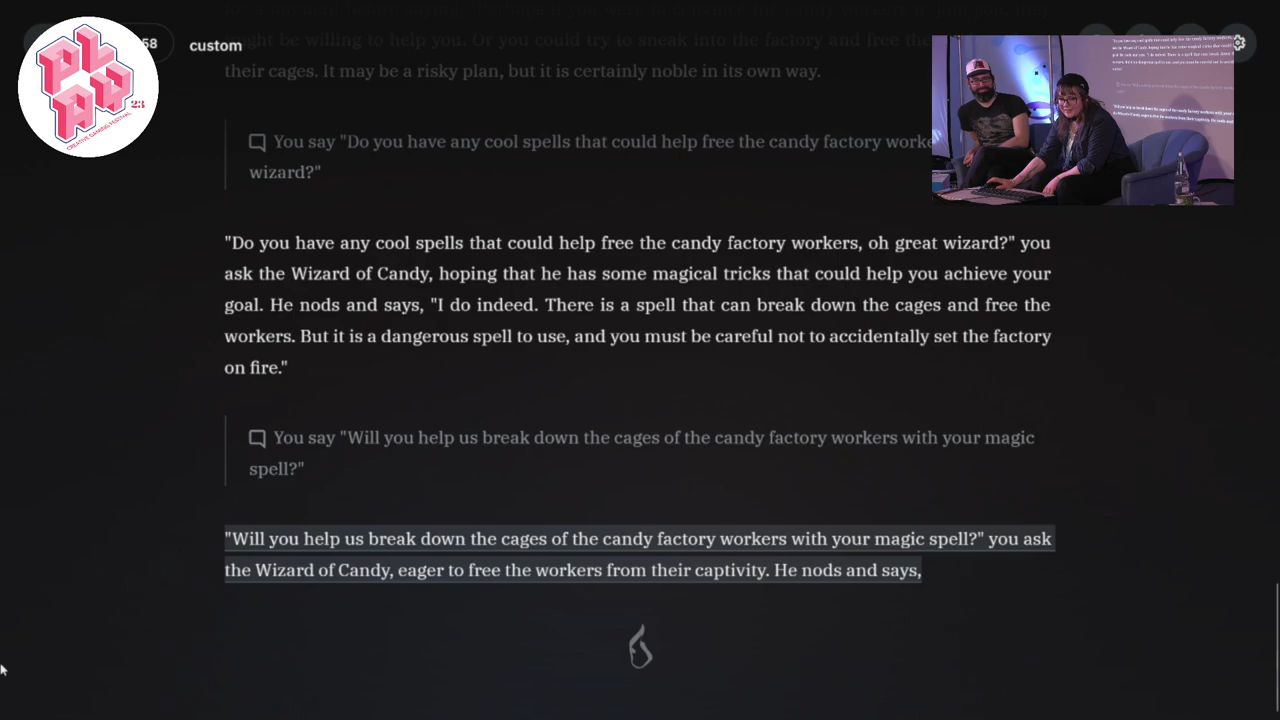 58
custom
ght be willing to help you. Or you could try to sneak into the factory and free the
their cages. It may be a risky plan, but it is certainly noble in its own way.
You say "Do you have any cool spells that could help free the candy factory worke
wizard?"
"Do you have any cool spells that could help free the candy factory workers, oh great wizard?" you
ask the Wizard of Candy, hoping that he has some magical tricks that could help you achieve your
goal. He nods and says, "I do indeed. There is a spell that can break down the cages and free the
workers. But it is a dangerous spell to use, and you must be careful not to accidentally set the factory
on fire."
You say "Will you help us break down the cages of the candy factory workers with your magic
spell?"
"Will you help us break down the cages of the candy factory workers with your magic spell?" you ask
the Wizard of Candy, eager to free the workers from their captivity. He nods and says,
PLAY
23
CREATIVE GAMING FESTIVAL